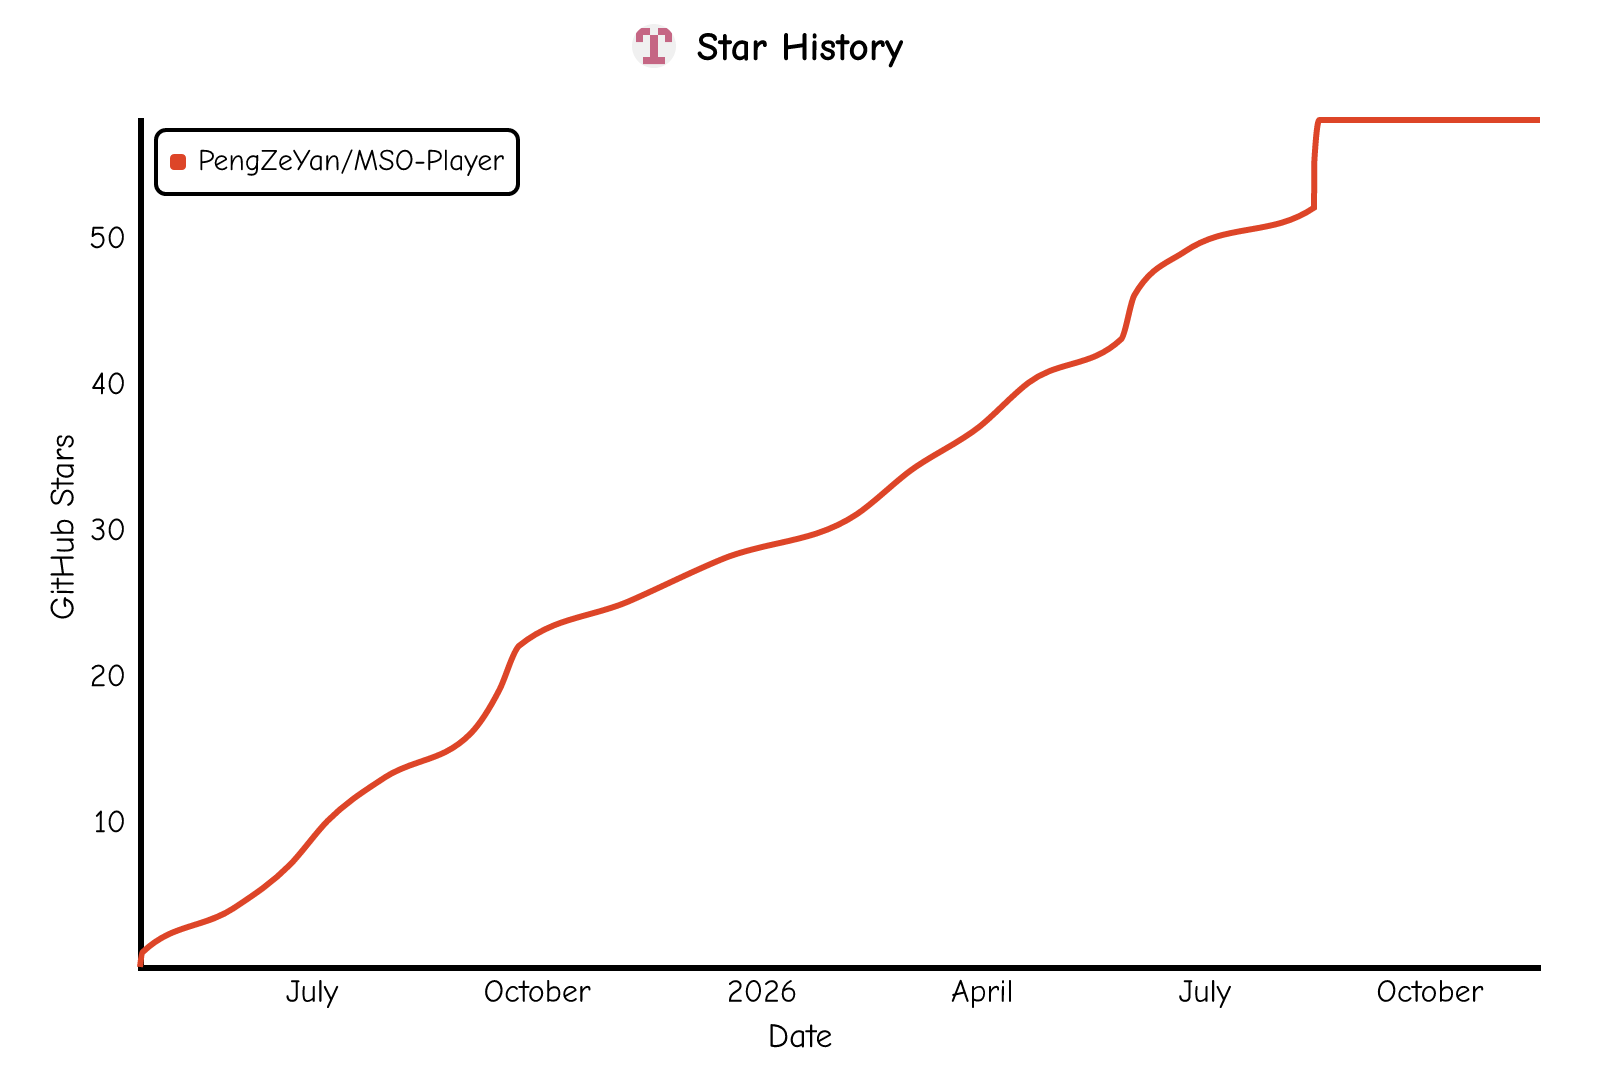 Star History
PengZeYan/MSO-Player
50
40
30
20
10
GitHub Stars
July
October
2026
April
July
October
Date